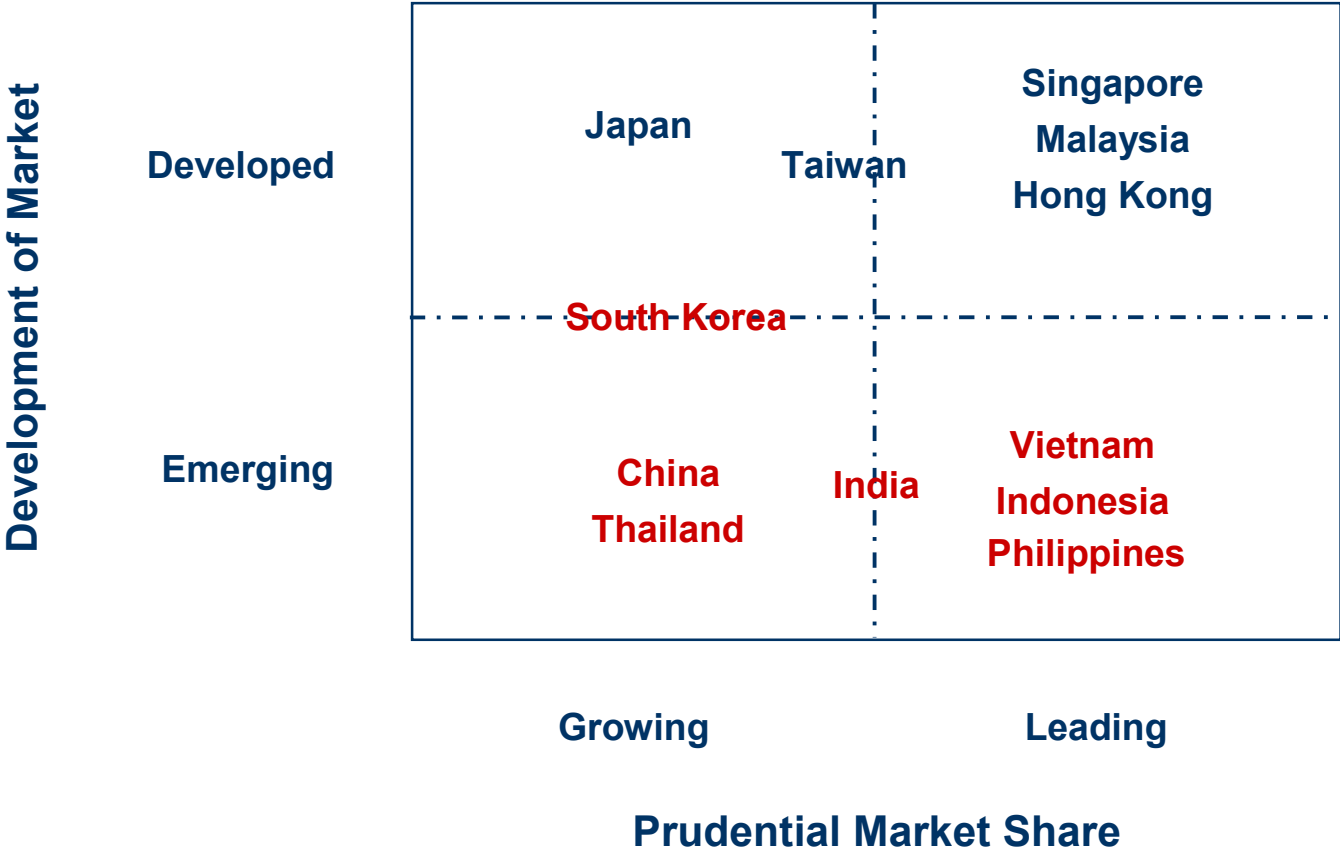 Development of Market
Developed
Japan
Taiwan
Singapore
Malaysia
Hong Kong
South Korea
Emerging
China
Thailand
India
Vietnam
Indonesia
Philippines
Growing
Leading
Prudential Market Share